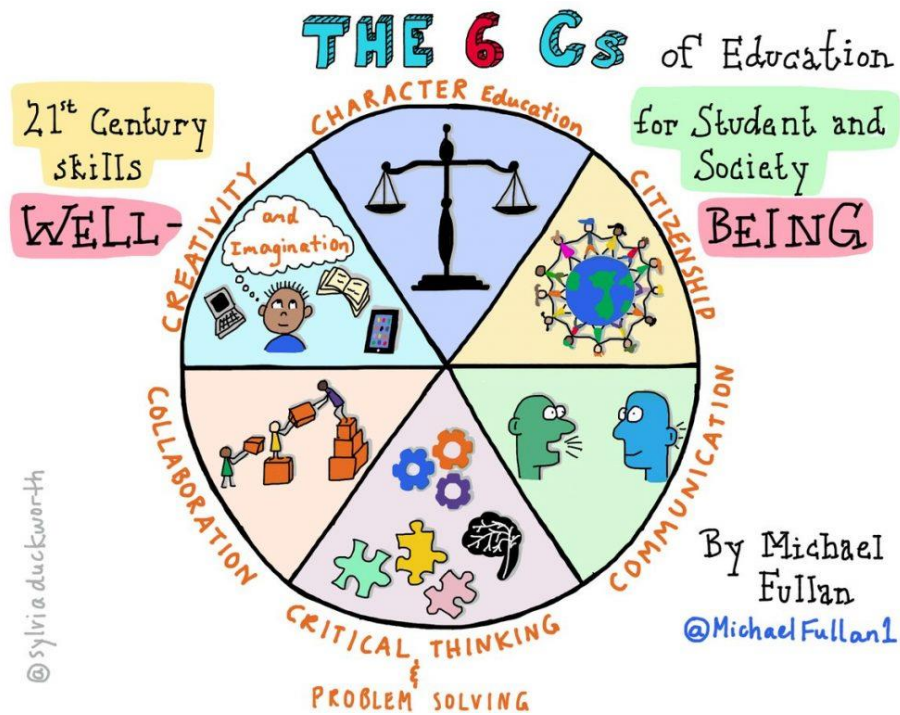 THE 6 Cs of Education
21st Century
skills
WELL-
for Student and
Society
BEING
CHARACTER Education
CITIZENSHIP
COMMUNICATION
CRITICAL THINKING
&
PROBLEM SOLVING
COLLABORATION
CREATIVITY
and
Imagination
By Michael
Fullan
@MichaelFullan1
@sylviaduckworth